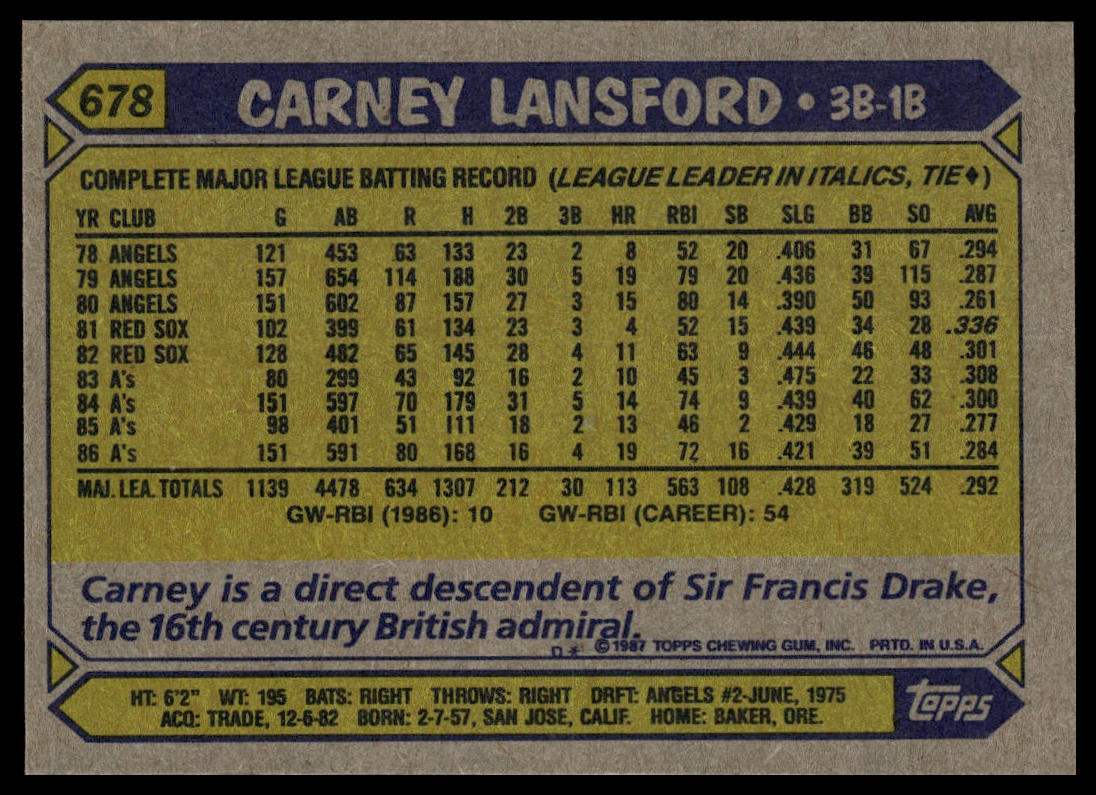 678 CARNEY LANSFORD • 3B-1B
COMPLETE MAJOR LEAGUE BATTING RECORD (LEAGUE LEADER IN ITALICS, TIE♦)
YR CLUB G AB R H 2B 3B HR RBI SB SLG BB SO AVG
78 ANGELS 121 453 63 133 23 2 8 52 20 .406 31 67 .294
79 ANGELS 157 654 114 188 30 5 19 79 20 .436 39 115 .287
80 ANGELS 151 602 87 157 27 3 15 80 14 .390 50 93 .261
81 RED SOX 102 399 61 134 23 3 4 52 15 .439 34 28 .336
82 RED SOX 128 482 65 145 28 4 11 63 9 .444 46 48 .301
83 A's 80 299 43 92 16 2 10 45 3 .475 22 33 .308
84 A's 151 597 70 179 31 5 14 74 9 .439 40 62 .300
85 A's 98 401 51 111 18 2 13 46 2 .429 18 27 .277
86 A's 151 591 80 168 16 4 19 72 16 .421 39 51 .284
MAJ. LEA. TOTALS 1139 4478 634 1307 212 30 113 563 108 .428 319 524 .292
GW-RBI (1986): 10 GW-RBI (CAREER): 54
Carney is a direct descendent of Sir Francis Drake,
the 16th century British admiral.
D* ©1987 TOPPS CHEWING GUM, INC. PRTD. IN U.S.A.
HT: 6'2" WT: 195 BATS: RIGHT THROWS: RIGHT DRFT: ANGELS #2-JUNE, 1975
ACQ: TRADE, 12-6-82 BORN: 2-7-57, SAN JOSE, CALIF. HOME: BAKER, ORE.
topps